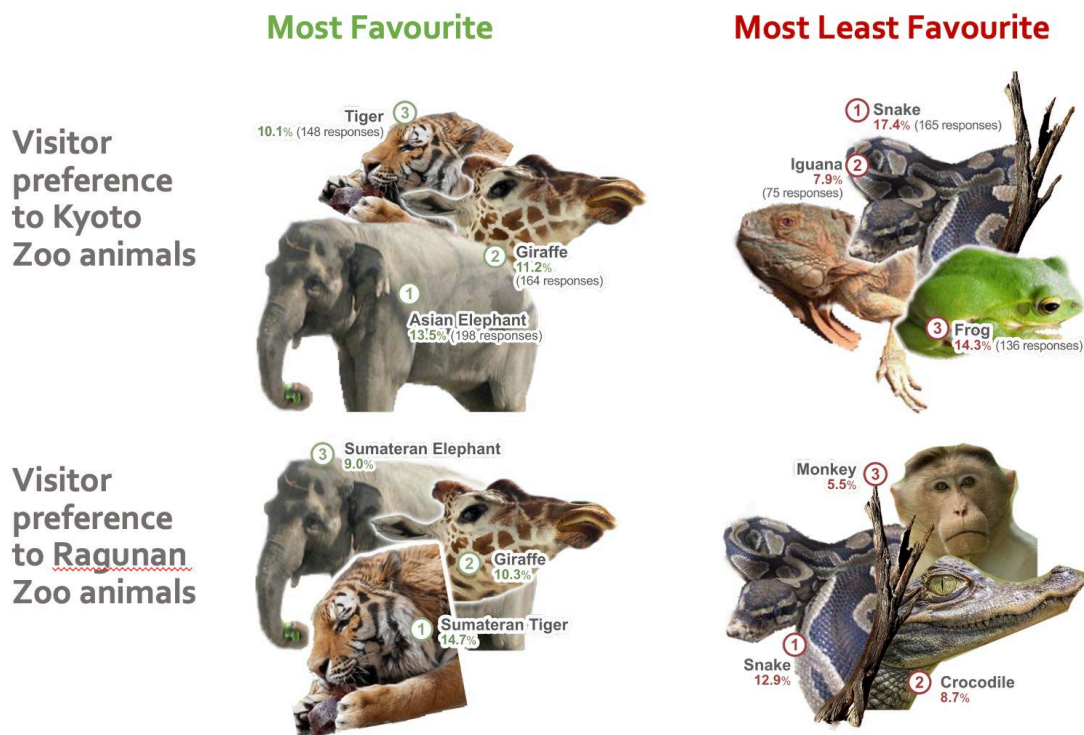 Most Favourite
Most Least Favourite
Visitor
preference
to Kyoto
Zoo animals
3
Tiger
10.1% (148 responses)
2
Giraffe
11.2%
(164 responses)
1
Asian Elephant
13.5% (198 responses)
1 Snake
17.4% (165 responses)
Iguana 2
7.9%
(75 responses)
3 Frog
14.3% (136 responses)
Visitor
preference
to Ragunan
Zoo animals
3 Sumateran Elephant
9.0%
2 Giraffe
10.3%
1 Sumateran Tiger
14.7%
Monkey 3
5.5%
1
Snake
12.9%
2 Crocodile
8.7%